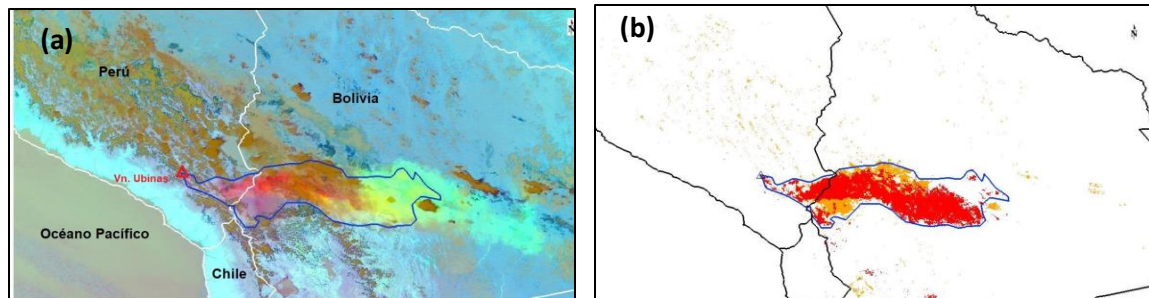 (a)
Perú
Bolivia
Vn. Ubinas
Océano Pacífico
Chile
N
(b)
N